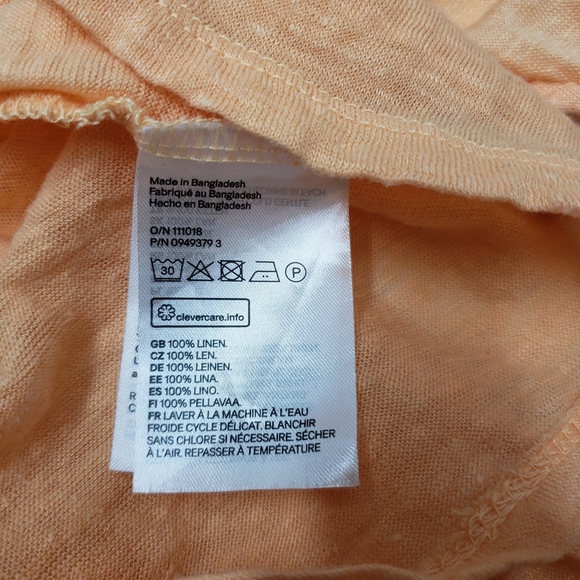 Made in Bangladesh
Fabriqué au Bangladesh
Hecho en Bangladesh
O/N 111018
P/N 0949379 3
30 P
clevercare.info
GB 100% LINEN.
CZ 100% LEN.
DE 100% LEINEN.
EE 100% LINA.
ES 100% LINO.
FI 100% PELLAVAA.
FR LAVER À LA MACHINE À L'EAU
FROIDE CYCLE DÉLICAT. BLANCHIR
SANS CHLORE SI NÉCESSAIRE. SÉCHER
À L'AIR. REPASSER À TEMPÉRATURE